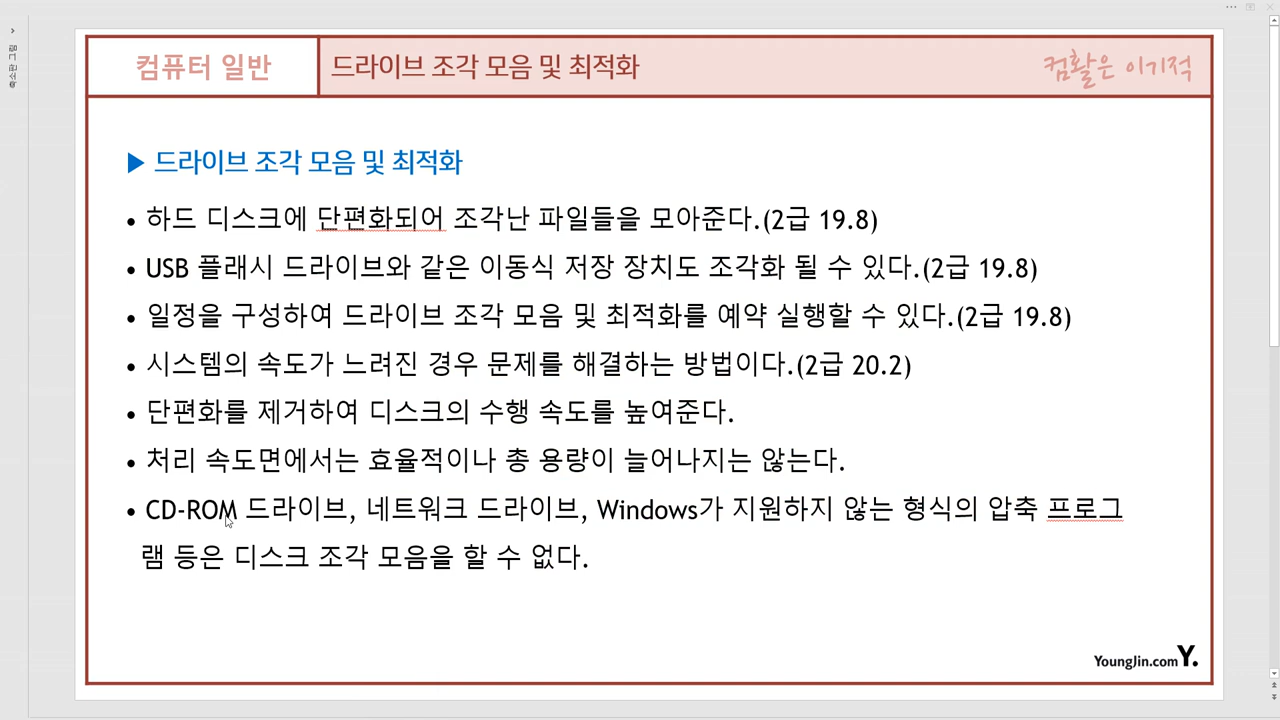 컴퓨터 일반
드라이브 조각 모음 및 최적화
컴활은 이기적
▶ 드라이브 조각 모음 및 최적화
• 하드 디스크에 단편화되어 조각난 파일들을 모아준다.(2급 19.8)
• USB 플래시 드라이브와 같은 이동식 저장 장치도 조각화 될 수 있다.(2급 19.8)
• 일정을 구성하여 드라이브 조각 모음 및 최적화를 예약 실행할 수 있다.(2급 19.8)
• 시스템의 속도가 느려진 경우 문제를 해결하는 방법이다.(2급 20.2)
• 단편화를 제거하여 디스크의 수행 속도를 높여준다.
• 처리 속도면에서는 효율적이나 총 용량이 늘어나지는 않는다.
• CD-ROM 드라이브, 네트워크 드라이브, Windows가 지원하지 않는 형식의 압축 프로그
램 등은 디스크 조각 모음을 할 수 없다.
YoungJin.com Y.